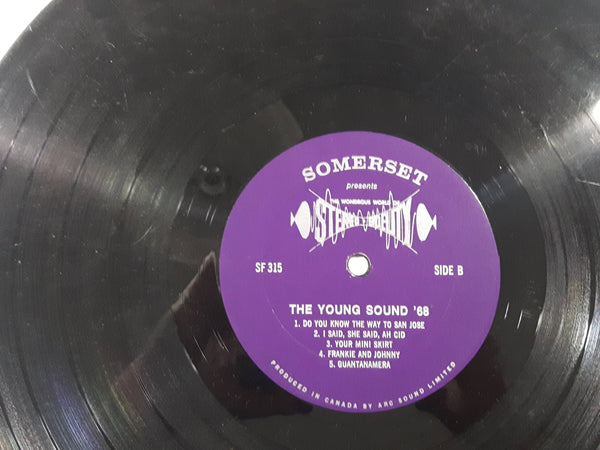 SOMERSET
presents
THE WONDEROUS WORLD OF
STEREO-FIDELITY
SF 315
SIDE B
THE YOUNG SOUND '68
1. DO YOU KNOW THE WAY TO SAN JOSE
2. I SAID, SHE SAID, AH CID
3. YOUR MINI SKIRT
4. FRANKIE AND JOHNNY
5. GUANTANAMERA
PRODUCED IN CANADA BY ARC SOUND LIMITED